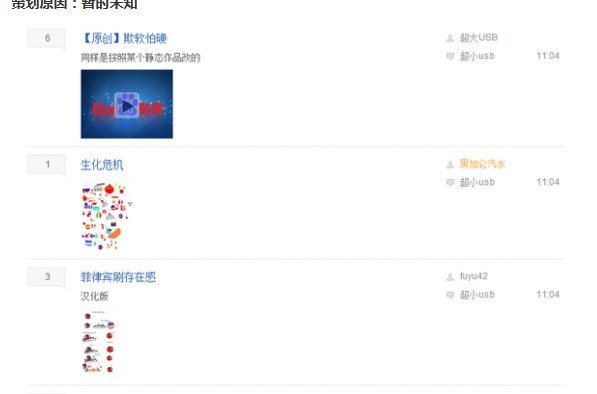 策划原因：暂时未知
6
【原创】欺软怕硬
超大USB
同样是按照某个静态作品改的
超小usb
11:04
Bai 视频
1
生化危机
黑加仑汽水
超小usb
11:04
3
菲律宾刷存在感
fuyu42
汉化版
超小usb
11:04